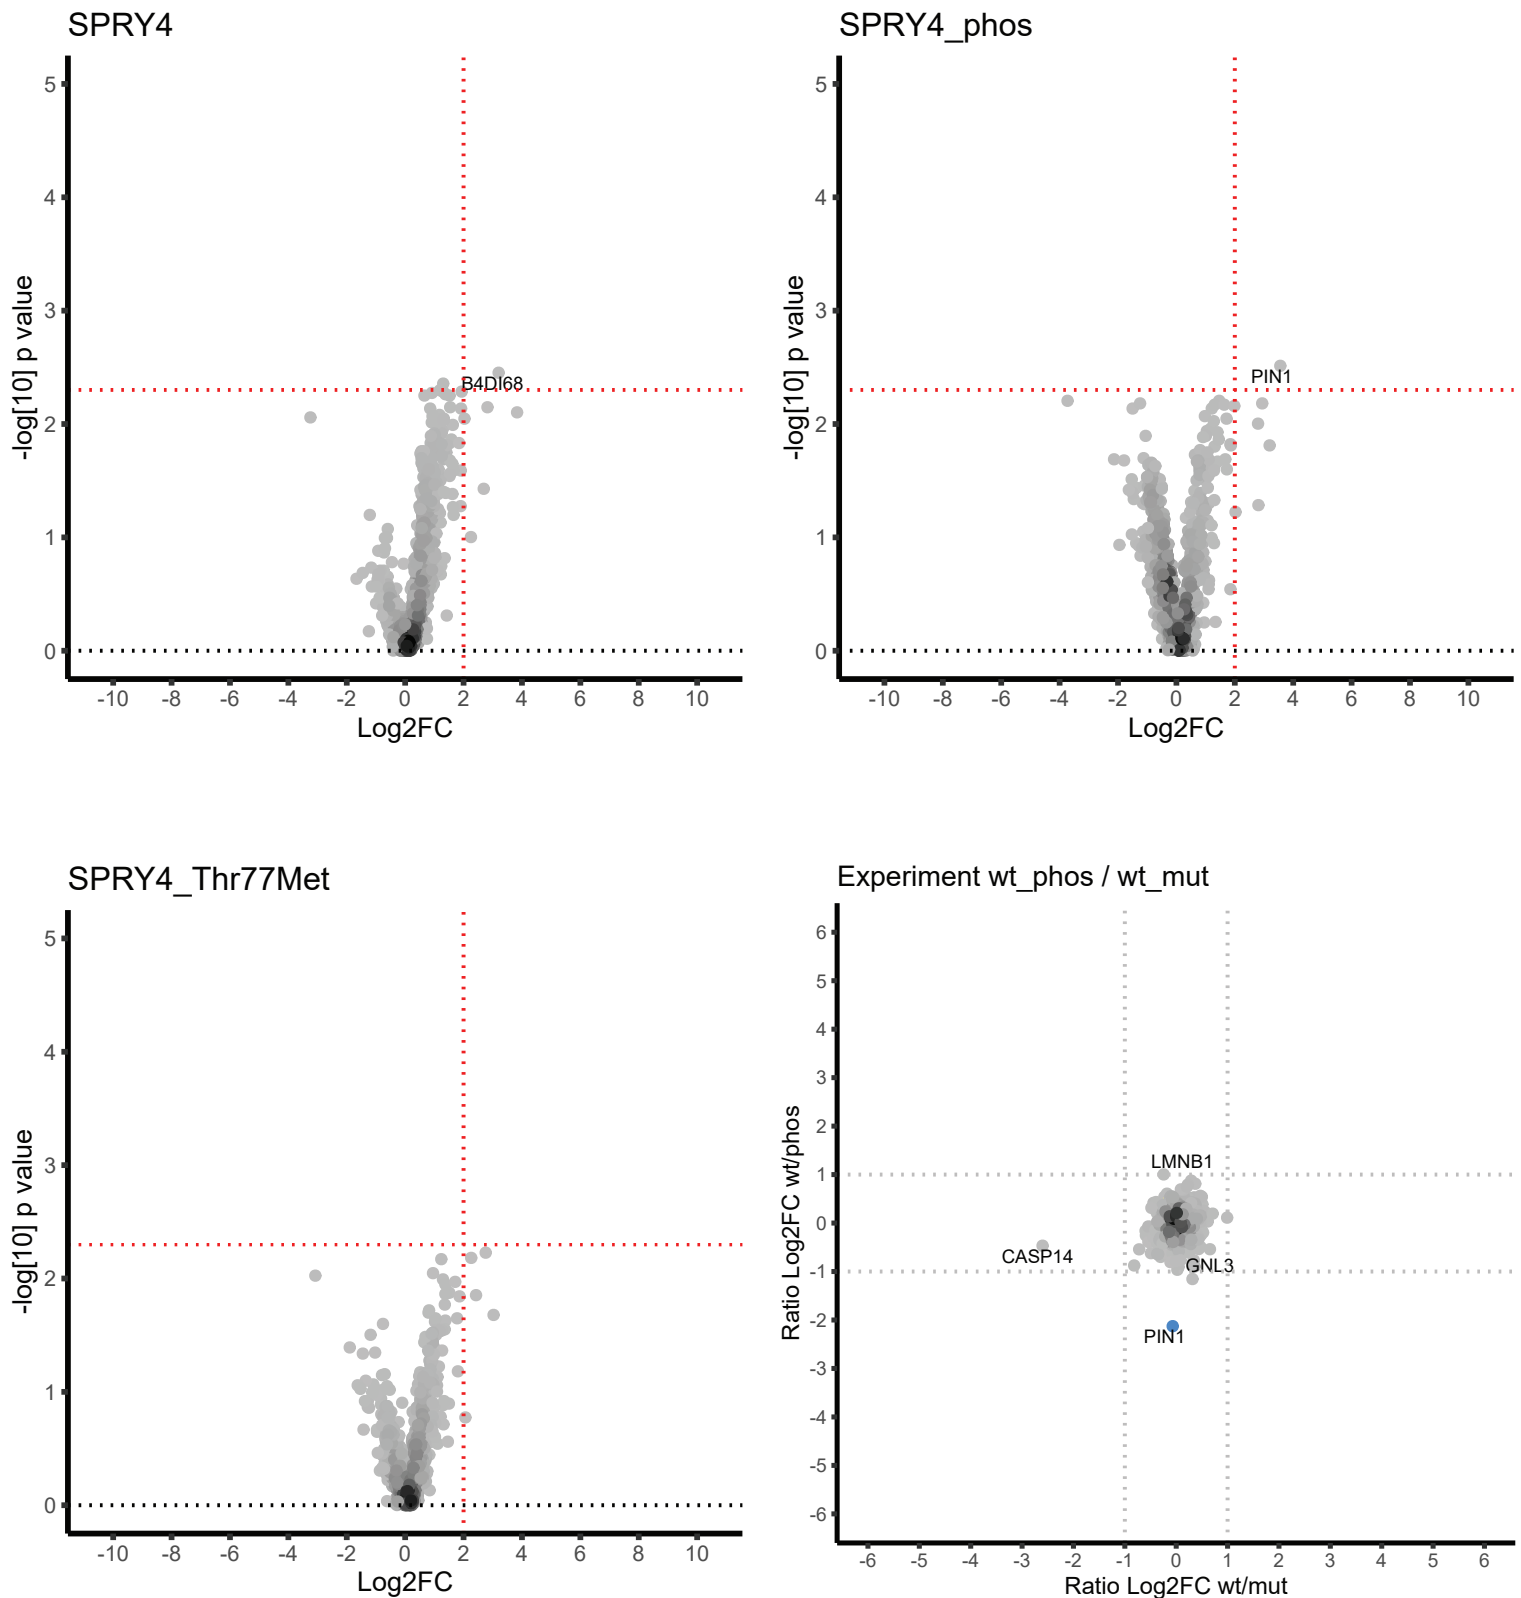 SPRY4
5
4
3
2
1
0
-log[10] p value
B4DI68
-10 -8 -6 -4 -2 0 2 4 6 8 10
Log2FC
SPRY4_phos
5
4
3
2
1
0
-log[10] p value
PIN1
-10 -8 -6 -4 -2 0 2 4 6 8 10
Log2FC
SPRY4_Thr77Met
5
4
3
2
1
0
-log[10] p value
-10 -8 -6 -4 -2 0 2 4 6 8 10
Log2FC
Experiment wt_phos / wt_mut
6
5
4
3
2
1
0
-1
-2
-3
-4
-5
-6
Ratio Log2FC wt/phos
LMNB1
CASP14
GNL3
PIN1
-6 -5 -4 -3 -2 -1 0 1 2 3 4 5 6
Ratio Log2FC wt/mut